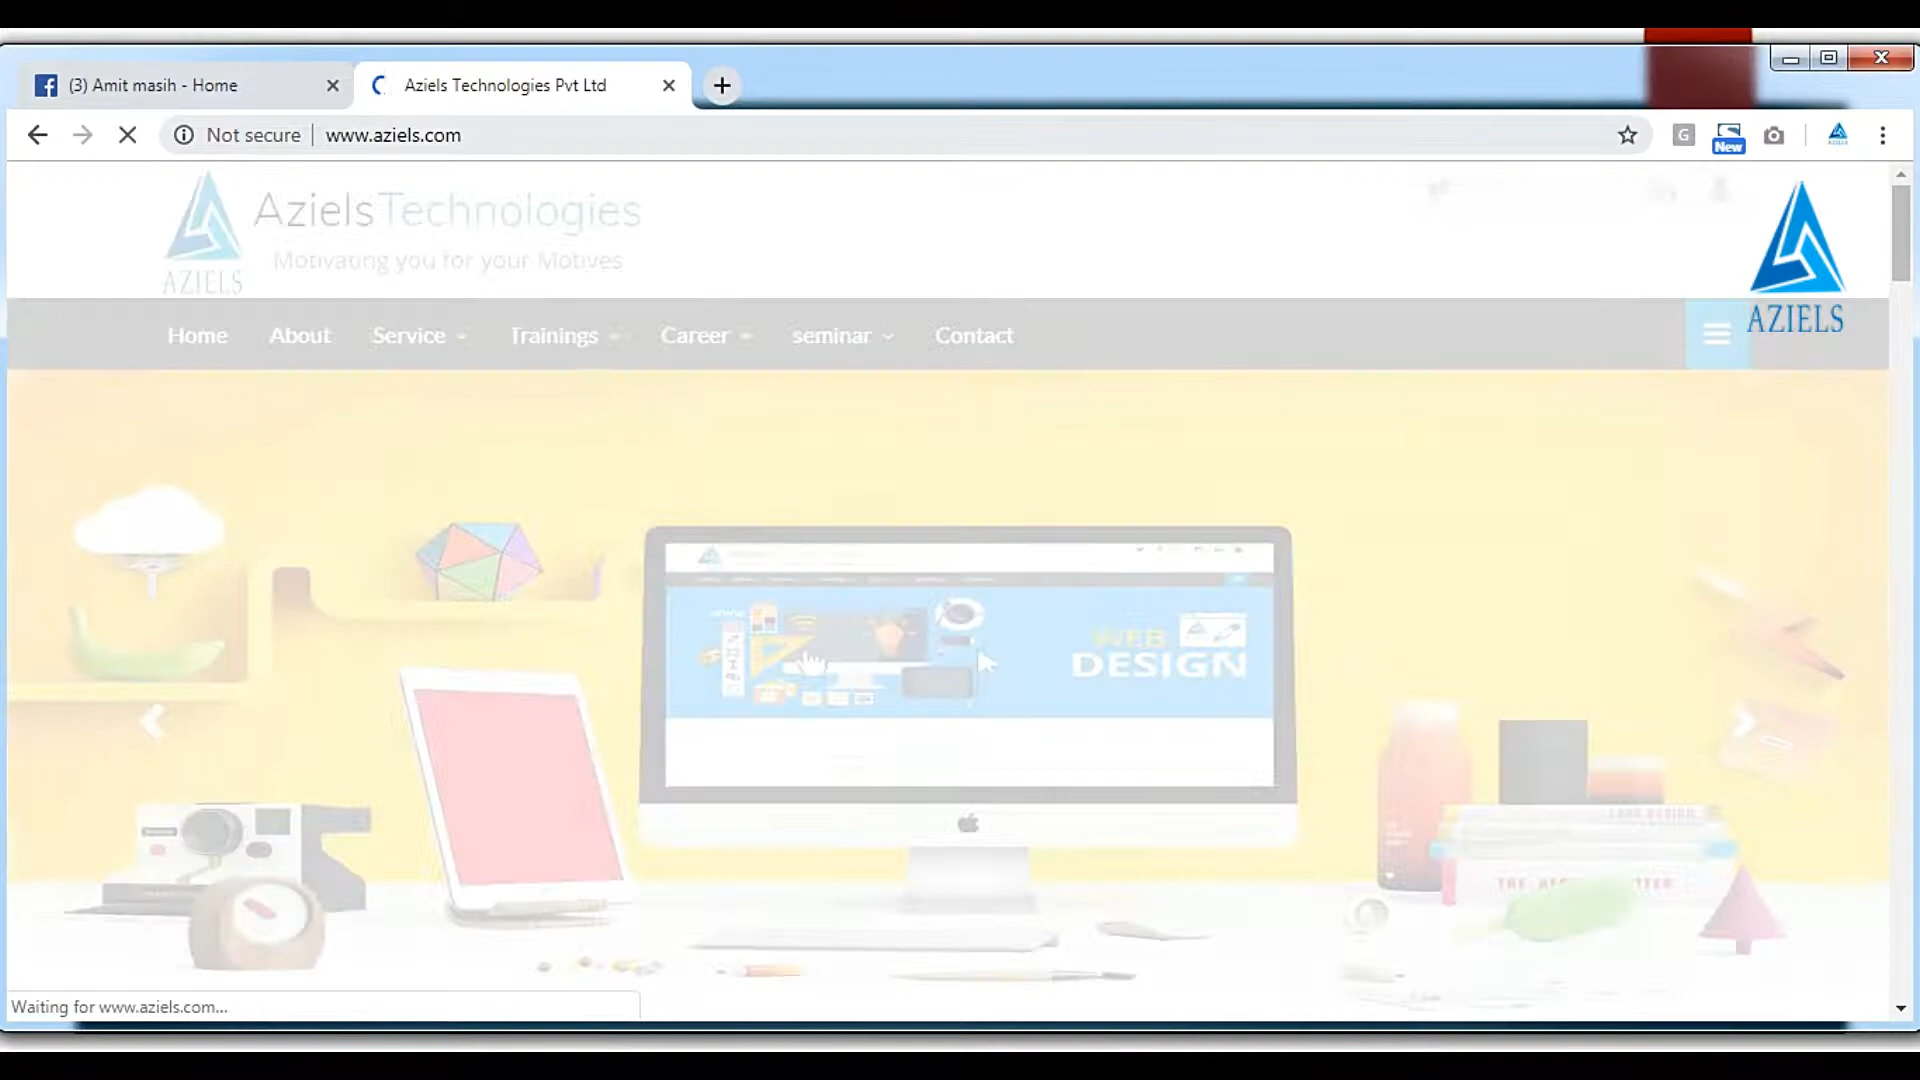 (3) Amit masih - Home
Aziels Technologies Pvt Ltd
Not secure
www.aziels.com
G
New
AzielsTechnologies
Motivating you for your Motives
AZIELS
AZIELS
Home
About
Service
Trainings
Career
seminar
Contact
WEB
DESIGN
Waiting for www.aziels.com...